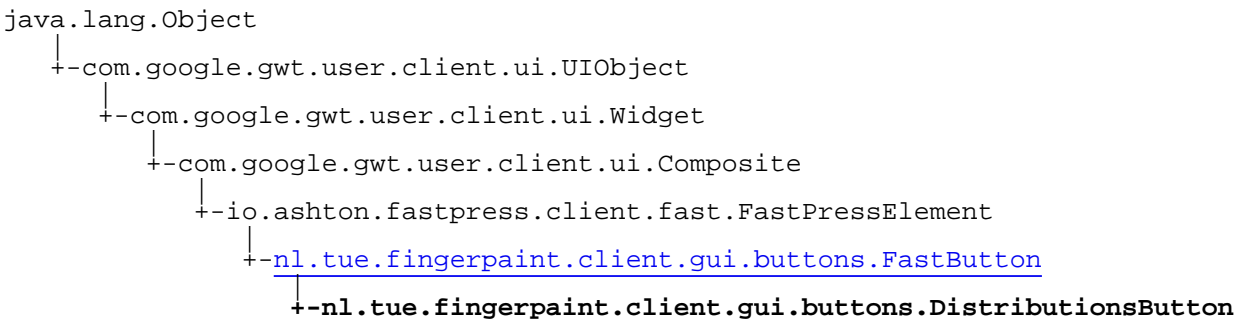 java.lang.Object
+-com.google.gwt.user.client.ui.UIObject
+-com.google.gwt.user.client.ui.Widget
+-com.google.gwt.user.client.ui.Composite
+-io.ashton.fastpress.client.fast.FastPressElement
+-nl.tue.fingerpaint.client.gui.buttons.FastButton
+-nl.tue.fingerpaint.client.gui.buttons.DistributionsButton